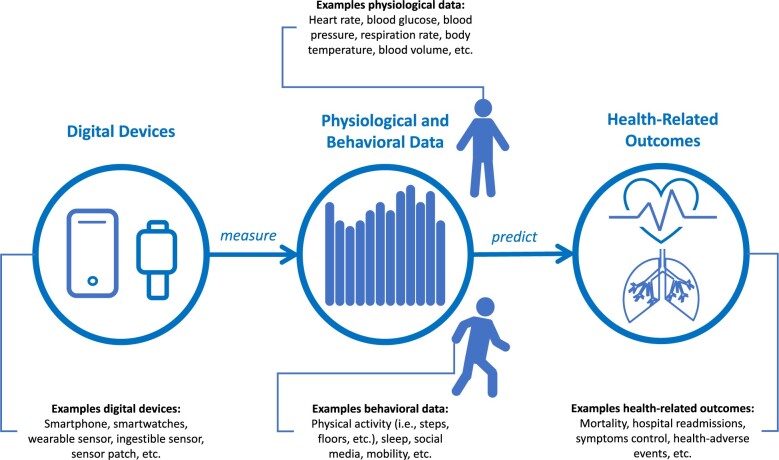 Examples physiological data:
Heart rate, blood glucose, blood
pressure, respiration rate, body
temperature, blood volume, etc.
Digital Devices
Physiological and
Behavioral Data
Health-Related
Outcomes
measure
predict
Examples digital devices:
Smartphone, smartwatches,
wearable sensor, ingestible sensor,
sensor patch, etc.
Examples behavioral data:
Physical activity (i.e., steps,
floors, etc.), sleep, social
media, mobility, etc.
Examples health-related outcomes:
Mortality, hospital readmissions,
symptoms control, health-adverse
events, etc.